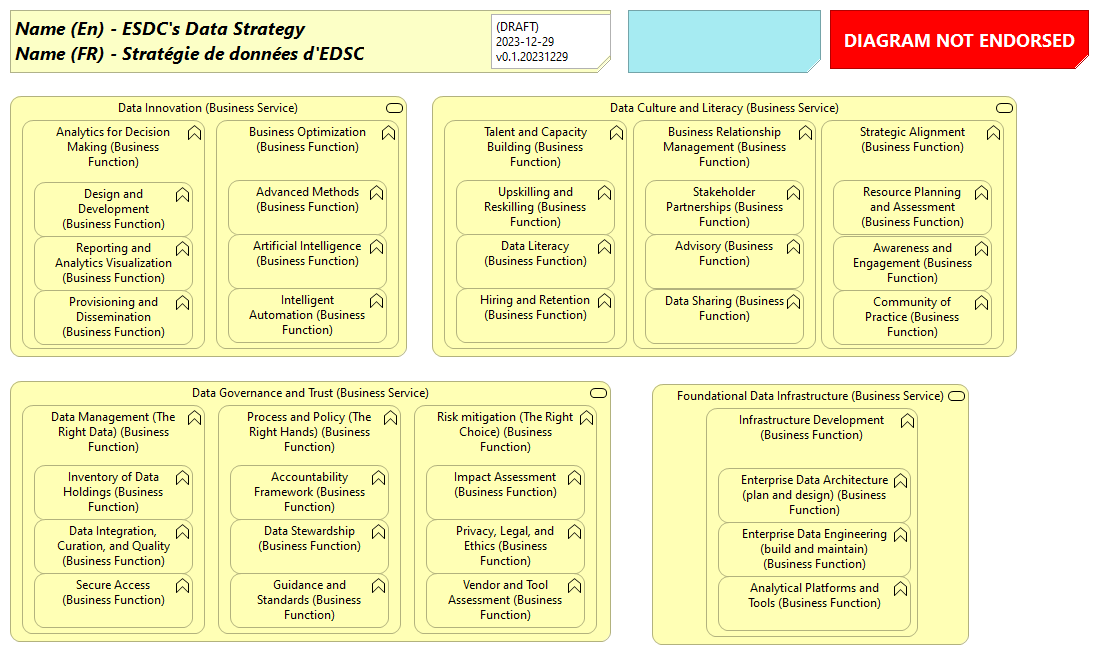 Name (En) - ESDC's Data Strategy
Name (FR) - Stratégie de données d'EDSC
(DRAFT)
2023-12-29
v0.1.20231229
DIAGRAM NOT ENDORSED
Data Innovation (Business Service)
Analytics for Decision
Making (Business
Function)
Design and
Development
(Business Function)
Reporting and
Analytics Visualization
(Business Function)
Provisioning and
Dissemination
(Business Function)
Business Optimization
(Business Function)
Advanced Methods
(Business Function)
Artificial Intelligence
(Business Function)
Intelligent
Automation (Business
Function)
Data Culture and Literacy (Business Service)
Talent and Capacity
Building (Business
Function)
Upskilling and
Reskilling (Business
Function)
Data Literacy
(Business Function)
Hiring and Retention
(Business Function)
Business Relationship
Management (Business
Function)
Stakeholder
Partnerships (Business
Function)
Advisory (Business
Function)
Data Sharing (Business
Function)
Strategic Alignment
(Business Function)
Resource Planning
and Assessment
(Business Function)
Awareness and
Engagement (Business
Function)
Community of
Practice (Business
Function)
Data Governance and Trust (Business Service)
Data Management (The
Right Data) (Business
Function)
Inventory of Data
Holdings (Business
Function)
Data Integration,
Curation, and Quality
(Business Function)
Secure Access
(Business Function)
Process and Policy (The
Right Hands) (Business
Function)
Accountability
Framework (Business
Function)
Data Stewardship
(Business Function)
Guidance and
Standards (Business
Function)
Risk mitigation (The Right
Choice) (Business
Function)
Impact Assessment
(Business Function)
Privacy, Legal, and
Ethics (Business
Function)
Vendor and Tool
Assessment (Business
Function)
Foundational Data Infrastructure (Business Service)
Infrastructure Development
(Business Function)
Enterprise Data Architecture
(plan and design) (Business
Function)
Enterprise Data Engineering
(build and maintain)
(Business Function)
Analytical Platforms and
Tools (Business Function)